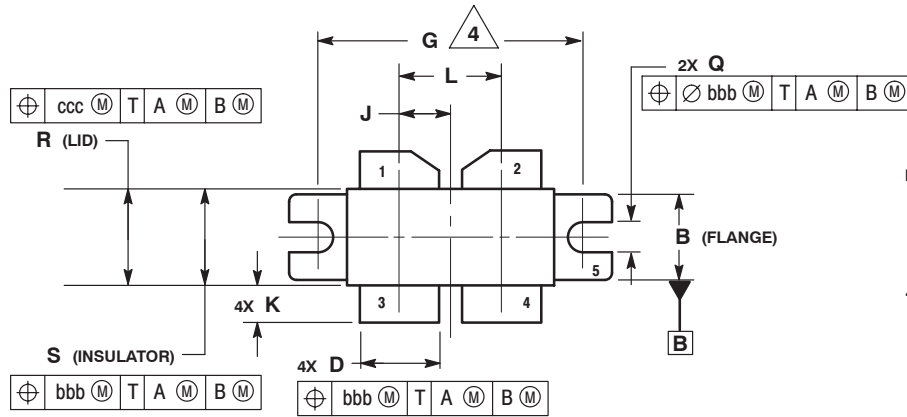 G 4
L
2X Q
⌖ ccc Ⓜ T A Ⓜ B Ⓜ
⌖ ∅ bbb Ⓜ T A Ⓜ B Ⓜ
J
R (LID)
1 2
B (FLANGE)
5
4X K
3 4
B
S (INSULATOR)
4X D
⌖ bbb Ⓜ T A Ⓜ B Ⓜ
⌖ bbb Ⓜ T A Ⓜ B Ⓜ